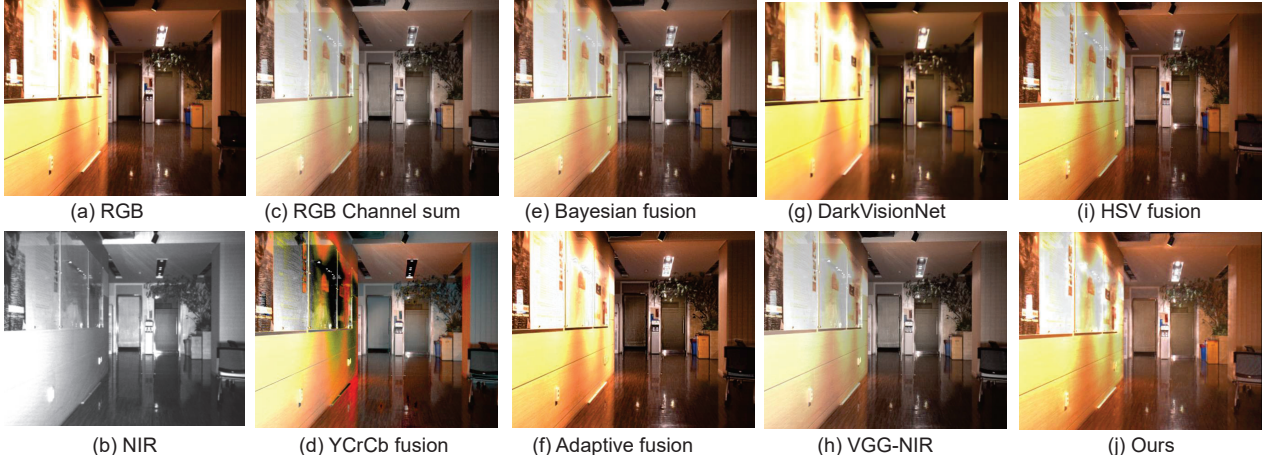 (a) RGB
(c) RGB Channel sum
(e) Bayesian fusion
(g) DarkVisionNet
(i) HSV fusion
(b) NIR
(d) YCrCb fusion
(f) Adaptive fusion
(h) VGG-NIR
(j) Ours